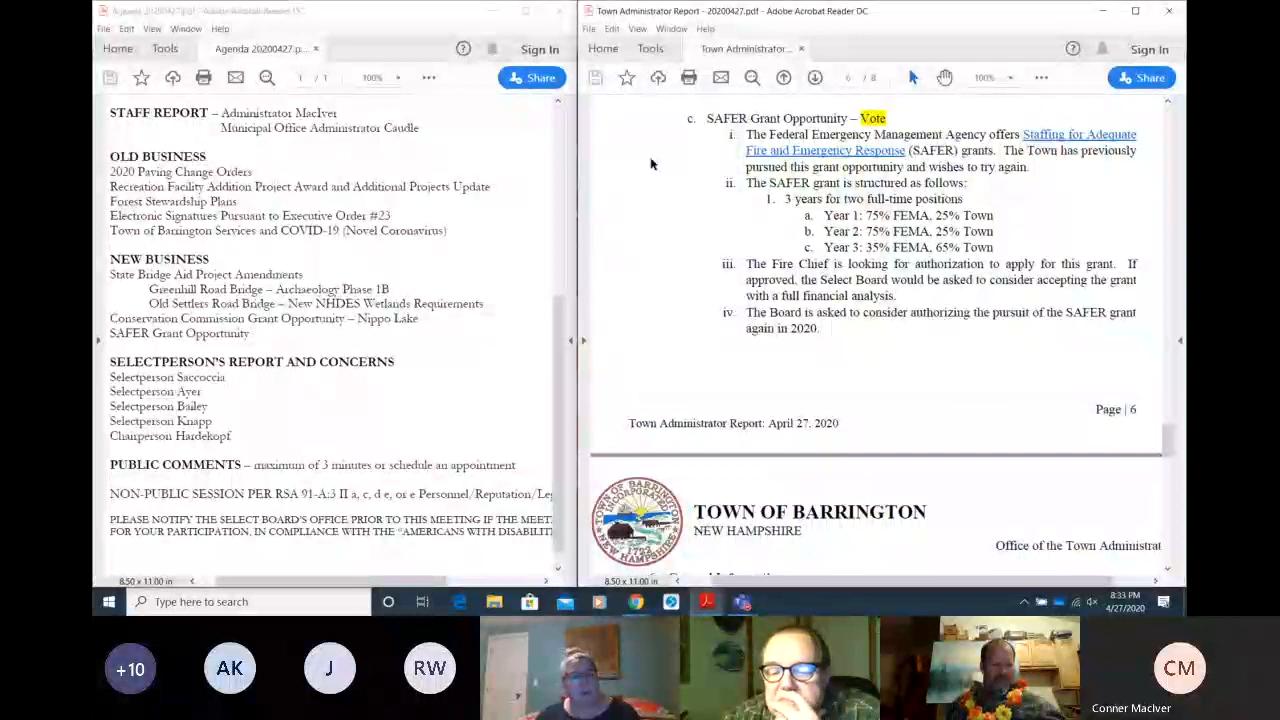 Agenda 20200427.pdf - Adobe Acrobat Reader DC
File Edit View Window Help
Home Tools Agenda 20200427.p... × Sign In
1 / 1 100% Share
STAFF REPORT – Administrator MacIver
Municipal Office Administrator Caudle
OLD BUSINESS
2020 Paving Change Orders
Recreation Facility Addition Project Award and Additional Projects Update
Forest Stewardship Plans
Electronic Signatures Pursuant to Executive Order #23
Town of Barrington Services and COVID-19 (Novel Coronavirus)
NEW BUSINESS
State Bridge Aid Project Amendments
Greenhill Road Bridge – Archaeology Phase 1B
Old Settlers Road Bridge – New NHDES Wetlands Requirements
Conservation Commission Grant Opportunity – Nippo Lake
SAFER Grant Opportunity
SELECTPERSON'S REPORT AND CONCERNS
Selectperson Saccoccia
Selectperson Ayer
Selectperson Bailey
Selectperson Knapp
Chairperson Hardekopf
PUBLIC COMMENTS – maximum of 3 minutes or schedule an appointment
NON-PUBLIC SESSION PER RSA 91-A:3 II a, c, d e, or e Personnel/Reputation/Leg
PLEASE NOTIFY THE SELECT BOARD'S OFFICE PRIOR TO THIS MEETING IF THE MEET
FOR YOUR PARTICIPATION, IN COMPLIANCE WITH THE "AMERICANS WITH DISABILIT
8.50 x 11.00 in
Town Administrator Report - 20200427.pdf - Adobe Acrobat Reader DC
File Edit View Window Help
Home Tools Town Administrator... × Sign In
6 / 8 100% Share
c. SAFER Grant Opportunity – Vote
i. The Federal Emergency Management Agency offers Staffing for Adequate
Fire and Emergency Response (SAFER) grants. The Town has previously
pursued this grant opportunity and wishes to try again.
ii. The SAFER grant is structured as follows:
1. 3 years for two full-time positions
a. Year 1: 75% FEMA, 25% Town
b. Year 2: 75% FEMA, 25% Town
c. Year 3: 35% FEMA, 65% Town
iii. The Fire Chief is looking for authorization to apply for this grant. If
approved, the Select Board would be asked to consider accepting the grant
with a full financial analysis.
iv. The Board is asked to consider authorizing the pursuit of the SAFER grant
again in 2020.
Page | 6
Town Administrator Report: April 27, 2020
TOWN OF BARRINGTON
INCORPORATED
1722
NEW HAMPSHIRE
TOWN OF BARRINGTON
NEW HAMPSHIRE
Office of the Town Administrat
8.50 x 11.00 in
Type here to search
8:33 PM
4/27/2020
+10 AK J RW CM
Conner MacIver